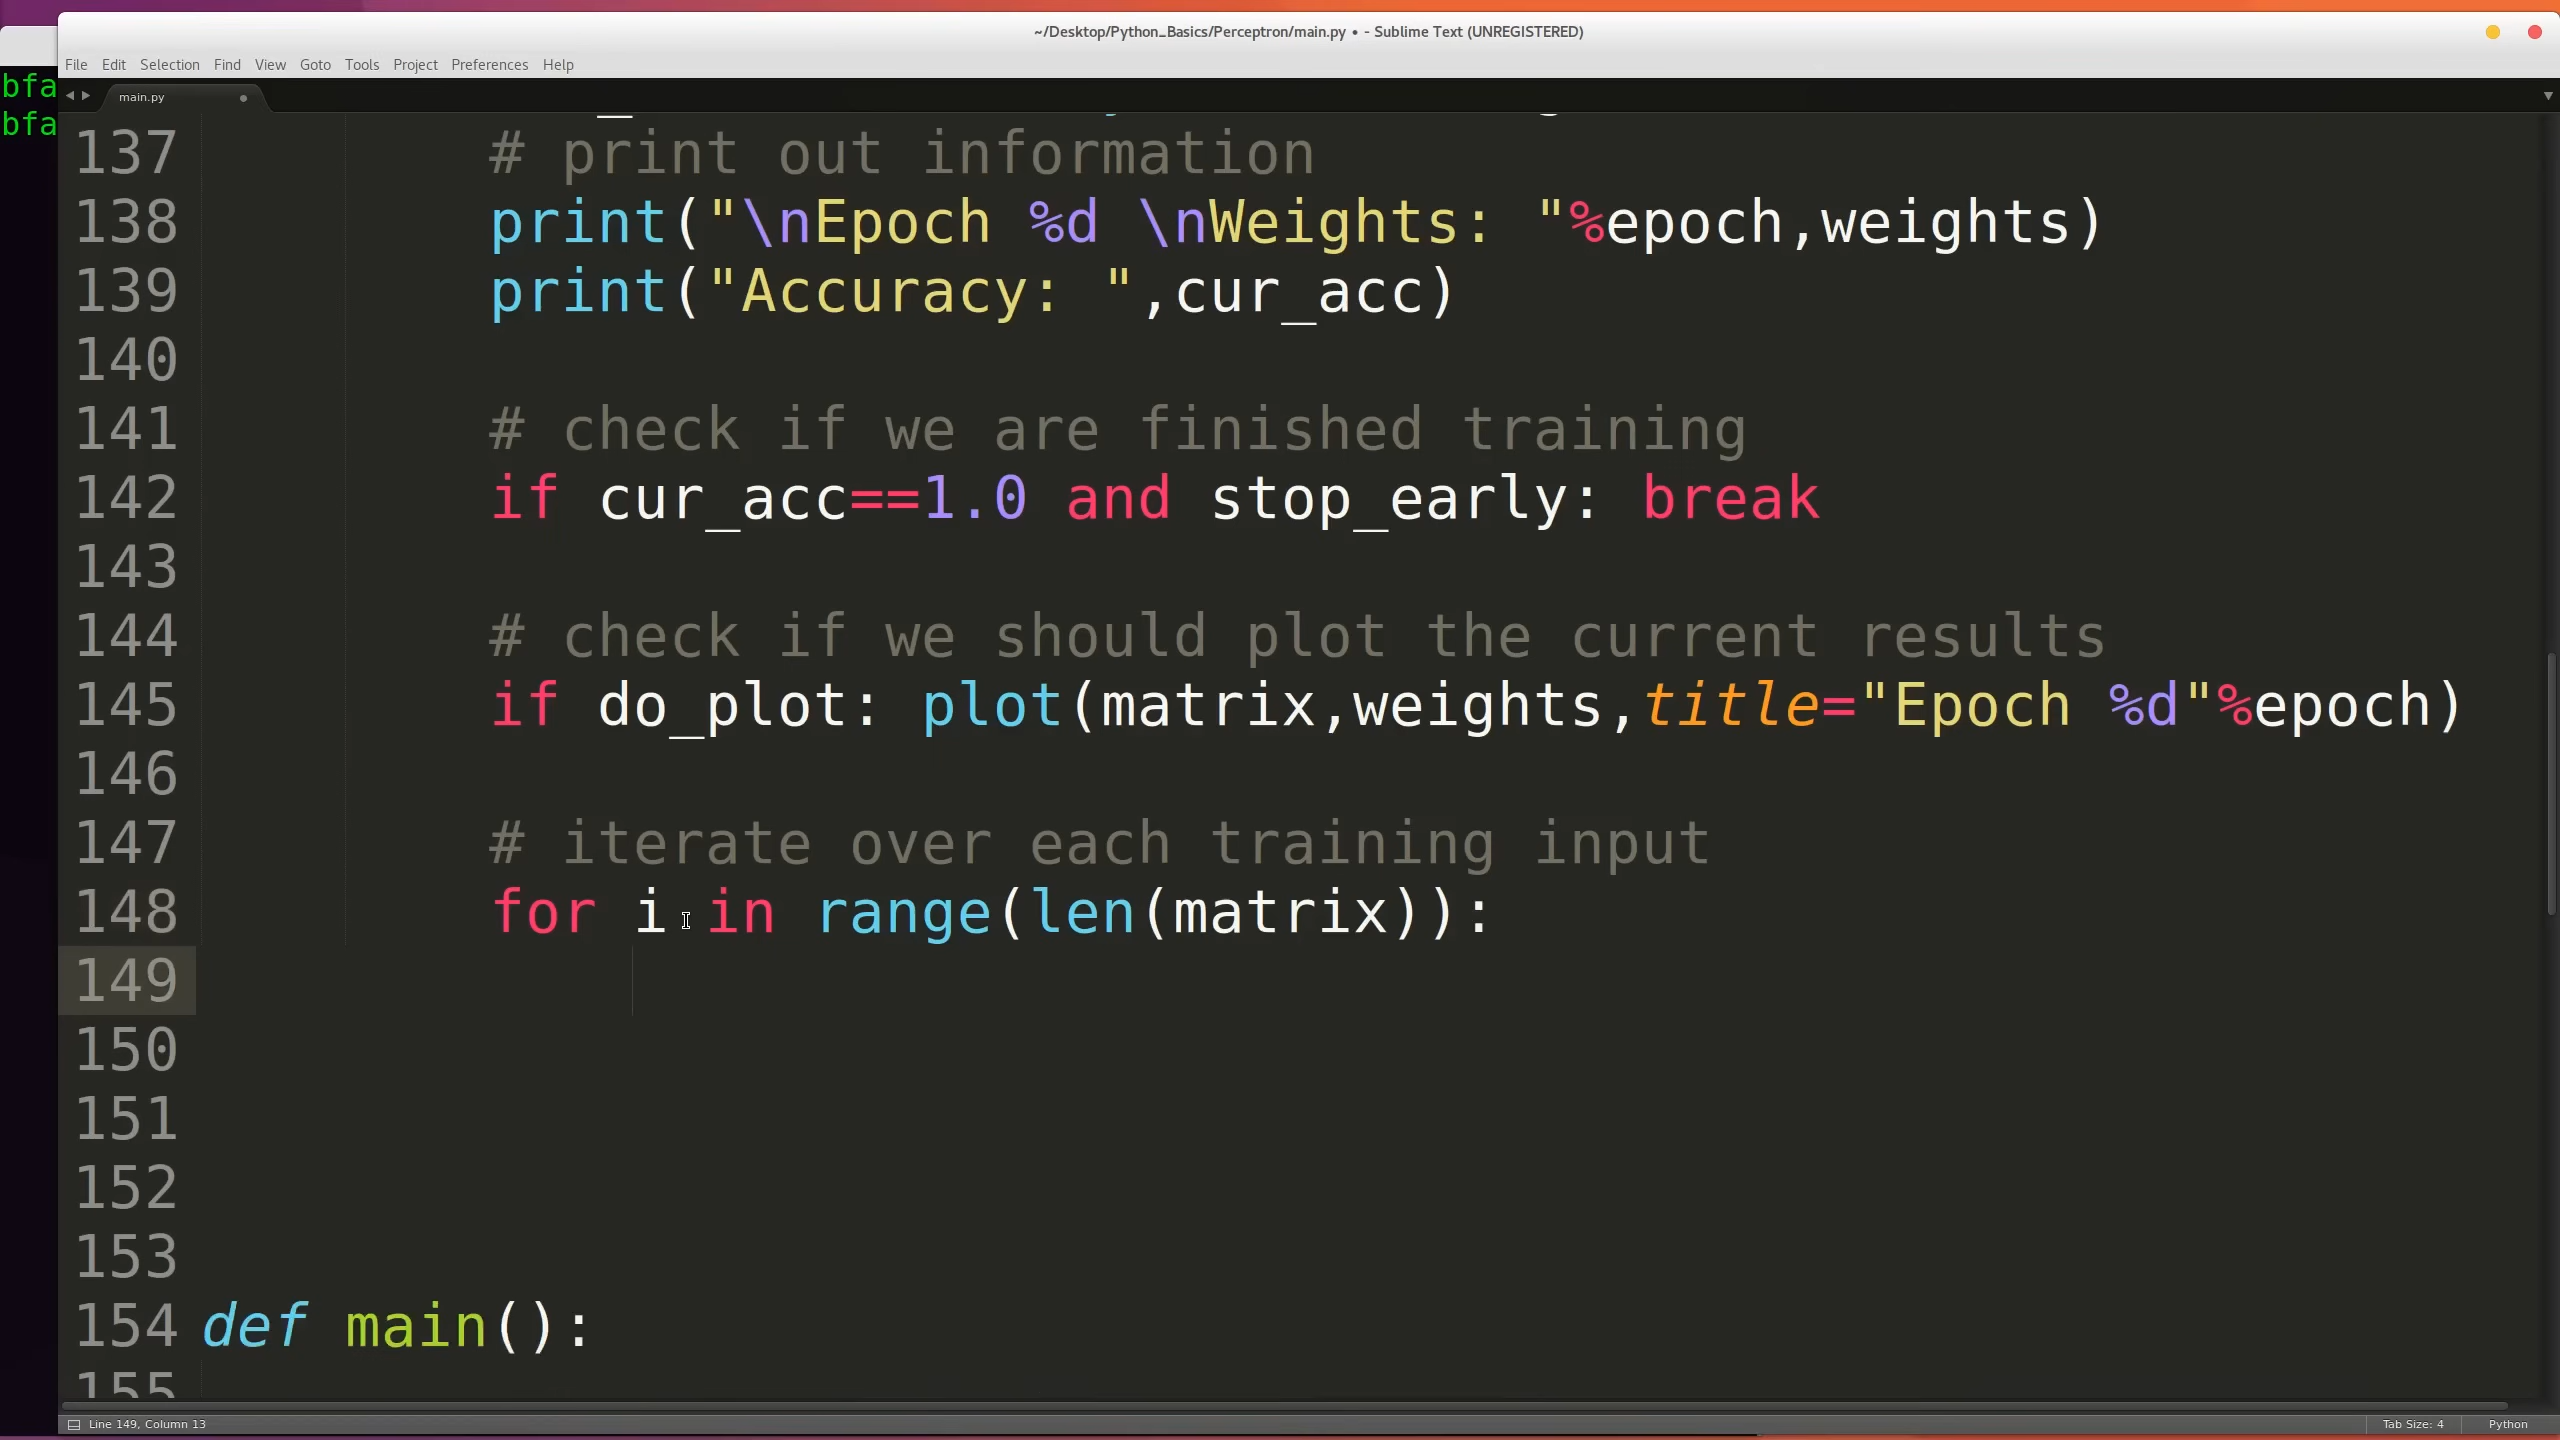 ~/Desktop/Python_Basics/Perceptron/main.py • - Sublime Text (UNREGISTERED)
File Edit Selection Find View Goto Tools Project Preferences Help
bfa
bfa
main.py
137 # print out information
138 print("\nEpoch %d \nWeights: "%epoch,weights)
139 print("Accuracy: ",cur_acc)
140
141 # check if we are finished training
142 if cur_acc==1.0 and stop_early: break
143
144 # check if we should plot the current results
145 if do_plot: plot(matrix,weights,title="Epoch %d"%epoch)
146
147 # iterate over each training input
148 for i in range(len(matrix)):
149
150
151
152
153
154 def main():
155
Line 149, Column 13
Tab Size: 4
Python